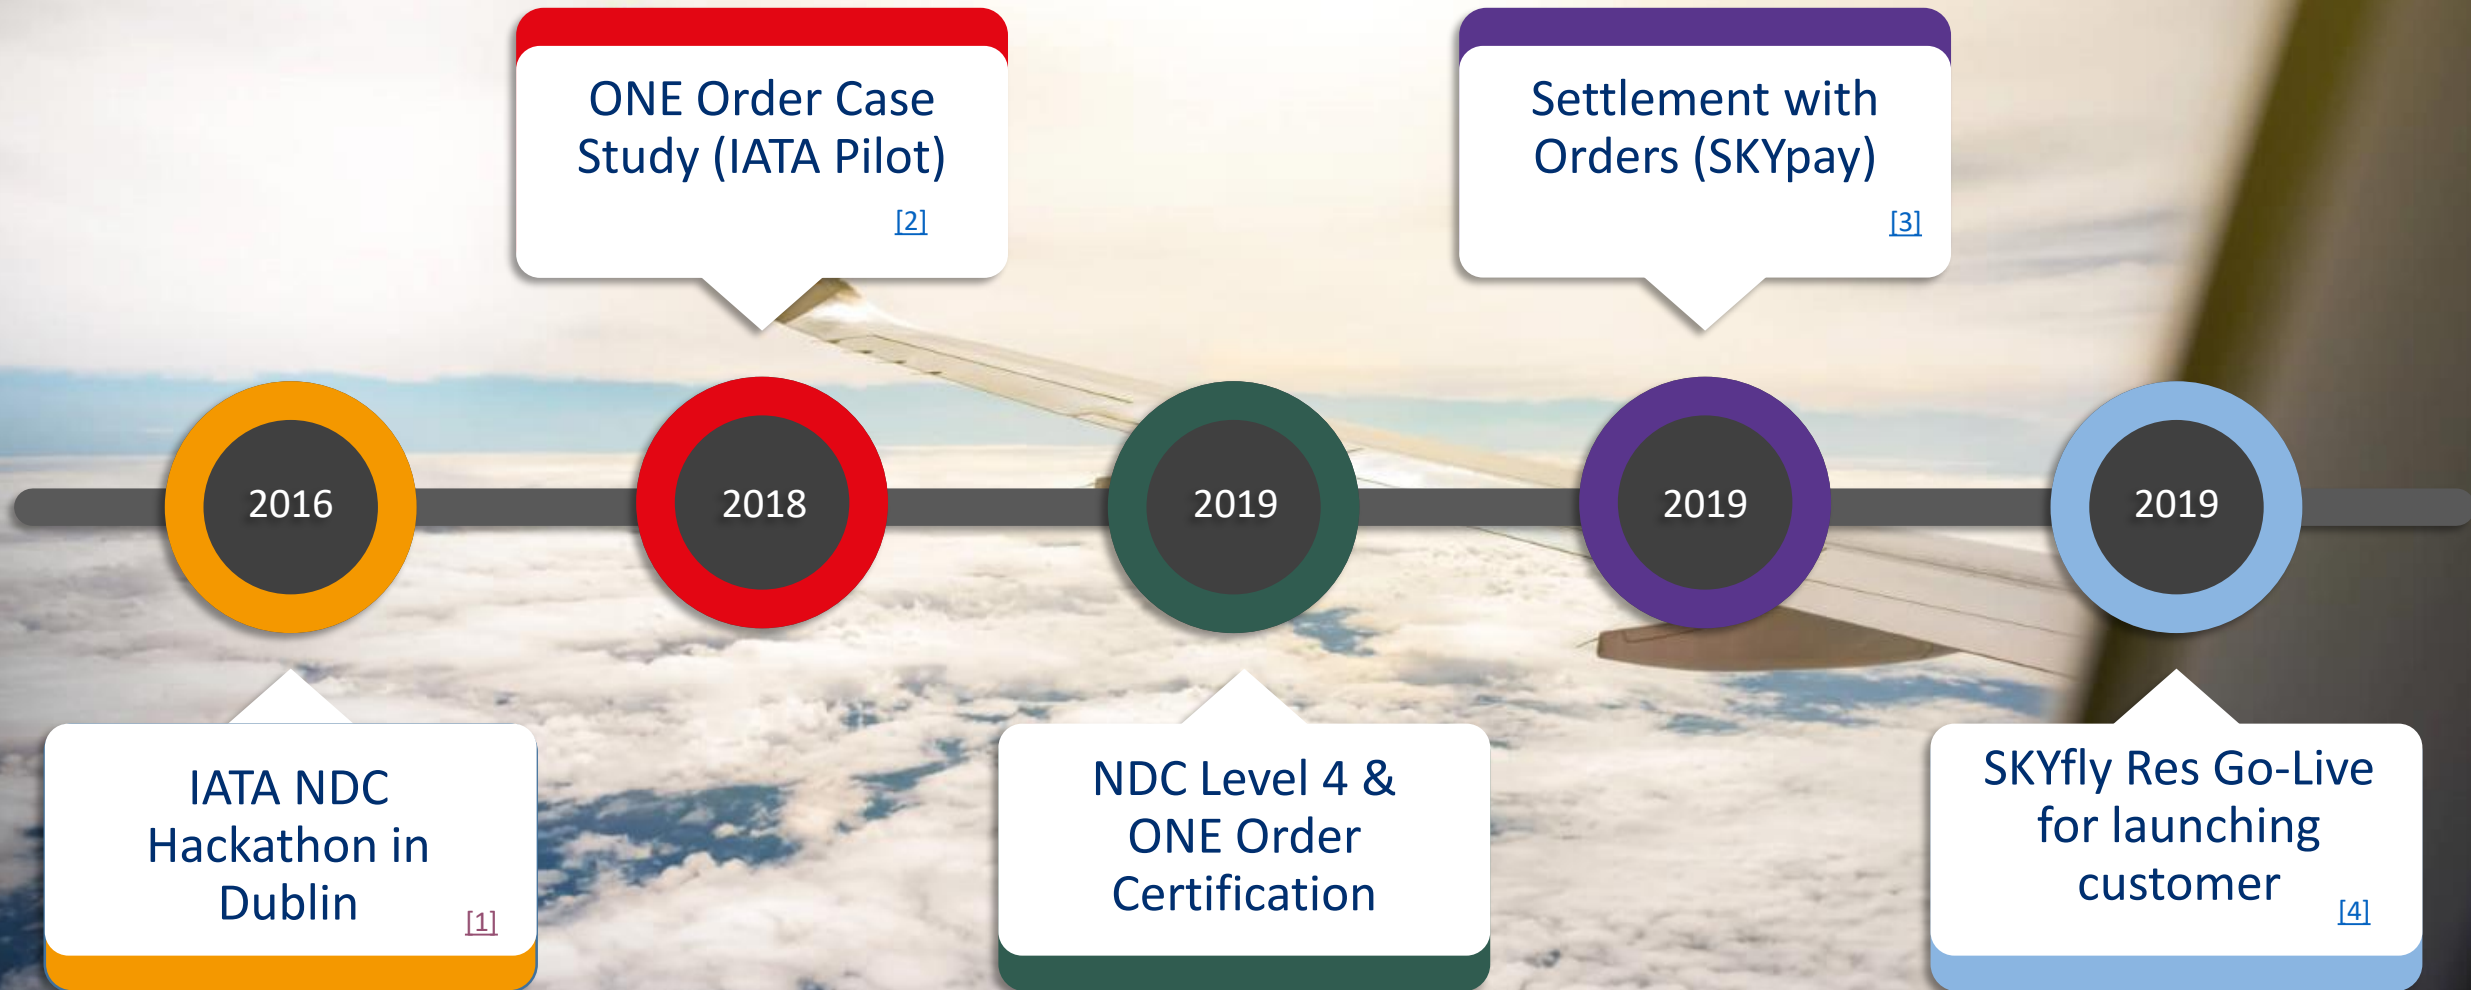 ONE Order Case
Study (IATA Pilot)
[2]
Settlement with
Orders (SKYpay)
[3]
2016
2018
2019
2019
2019
IATA NDC
Hackathon in
Dublin
[1]
NDC Level 4 &
ONE Order
Certification
SKYfly Res Go-Live
for launching
customer
[4]